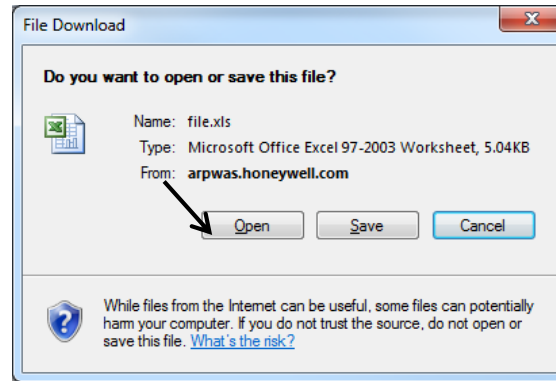 File Download
Do you want to open or save this file?
Name: file.xls
Type: Microsoft Office Excel 97-2003 Worksheet, 5.04KB
From: arpwas.honeywell.com
Open Save Cancel
While files from the Internet can be useful, some files can potentially
harm your computer. If you do not trust the source, do not open or
save this file. What's the risk?